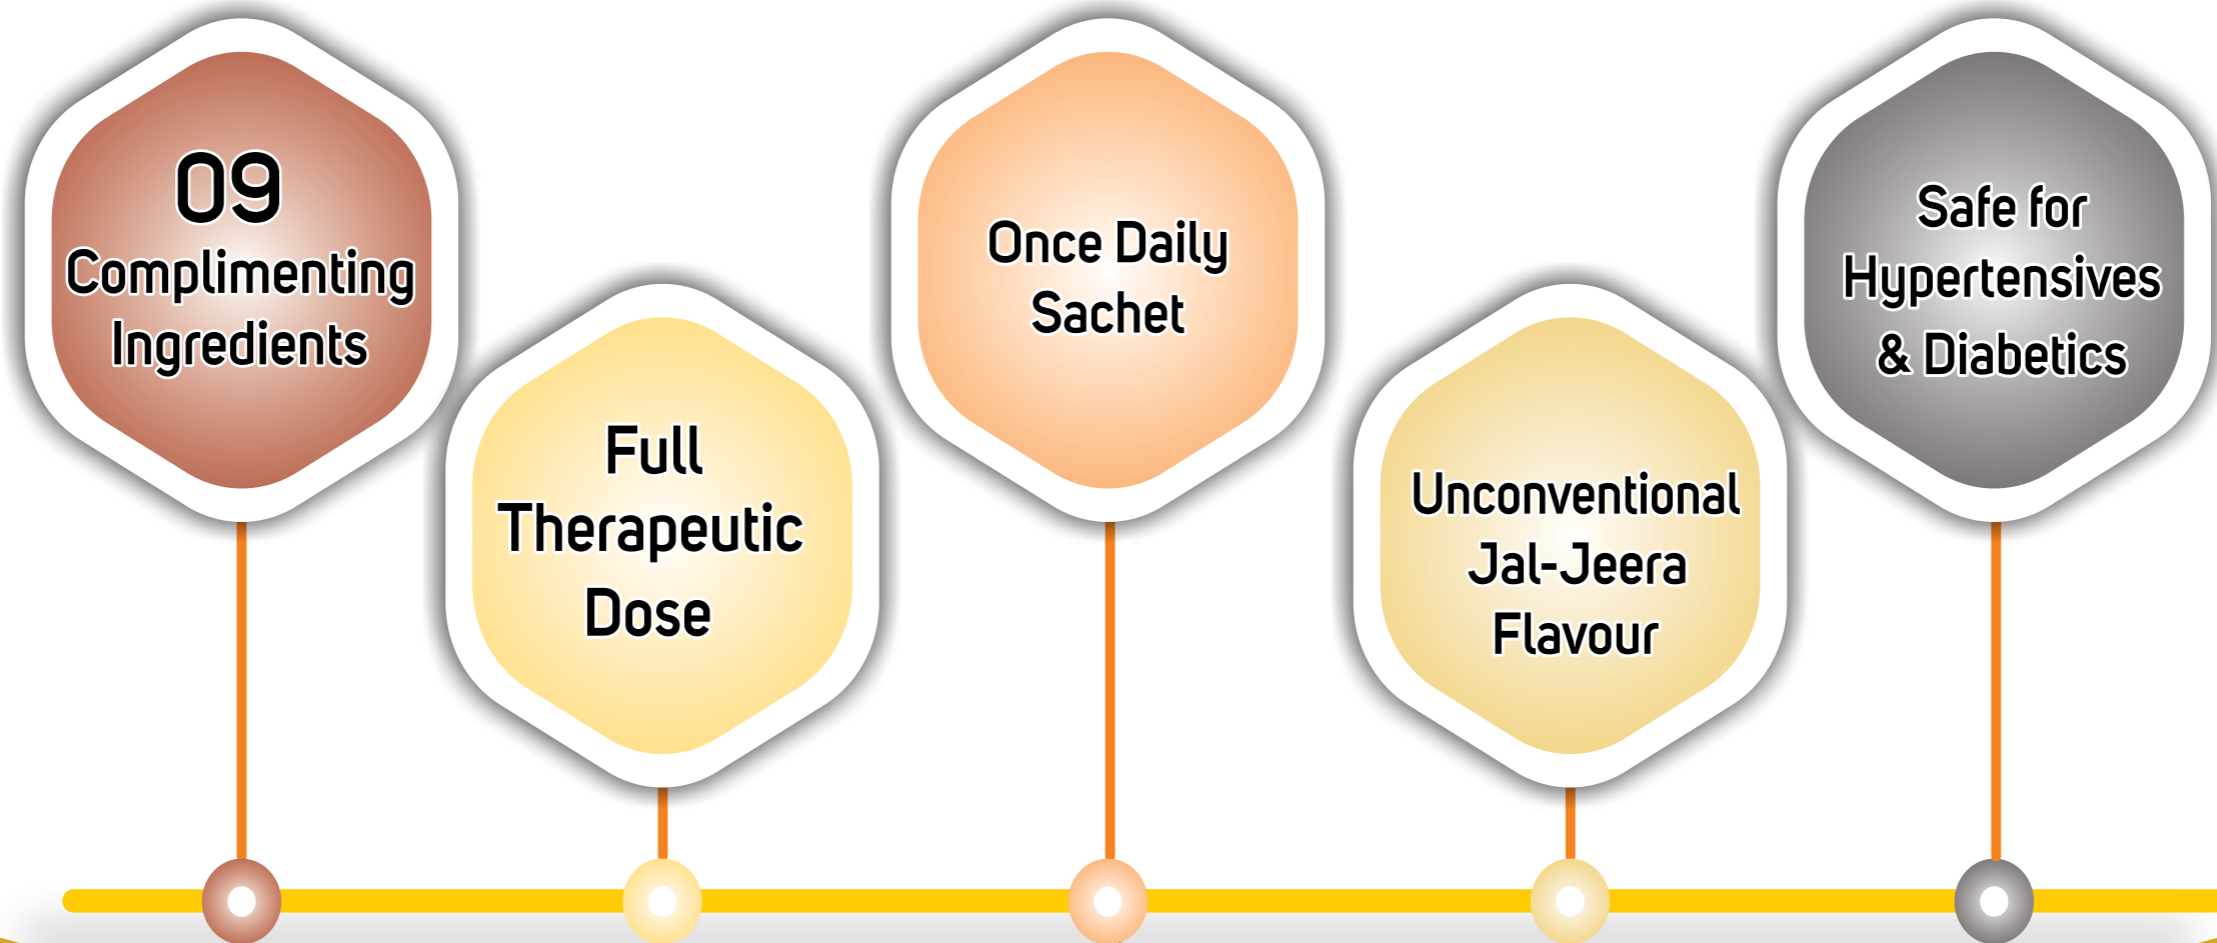 09
Complimenting
Ingredients
Full
Therapeutic
Dose
Once Daily
Sachet
Unconventional
Jal-Jeera
Flavour
Safe for
Hypertensives
& Diabetics